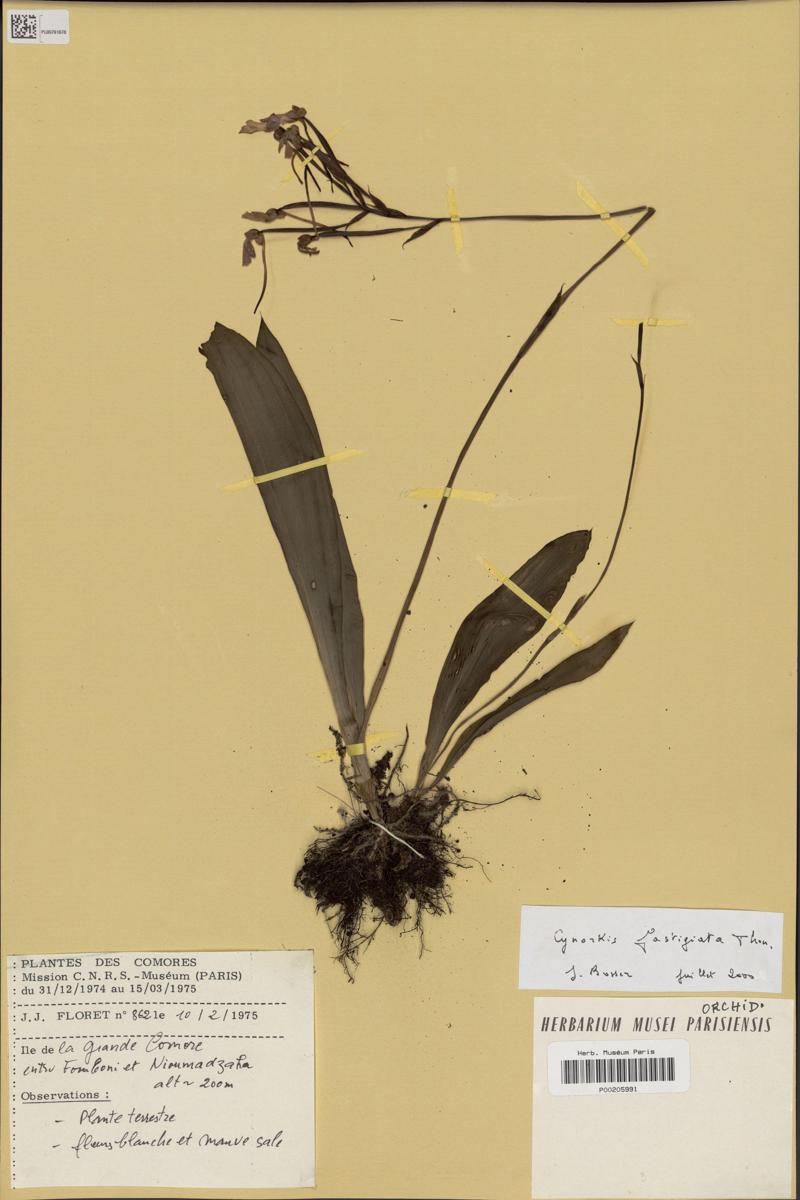 PL00791878
: PLANTES DES COMORES
: Mission C.N.R.S.-Muséum (PARIS)
: du 31/12/1974 au 15/03/1975
: J.J. FLORET n° 862 le 10/2/1975
Ile de la grande Comore
entre Fomboni et Nioumadzaha
alt ~ 200m
: Observations :
- Plante terrestre
- fleurs blanche et mauve sale
Cynorkis fastigiata Thou.
J. Bosser juillet 2000
ORCHID.
HERBARIUM MUSEI PARISIENSIS
Herb. Muséum Paris
P00205991